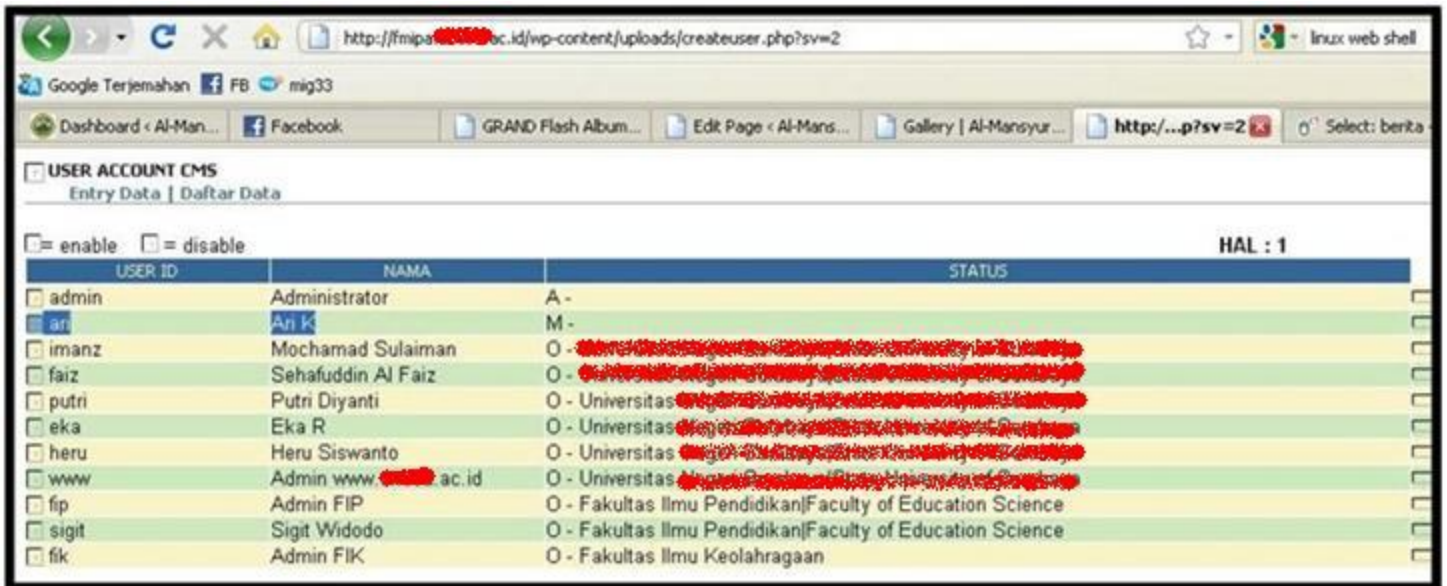 http://fmipa ac.id/wp-content/uploads/createuser.php?sv=2 linux web shell
Google Terjemahan FB mig33
Dashboard ‹ Al-Man... Facebook GRAND Flash Album... Edit Page ‹ Al-Mans... Gallery | Al-Mansyur... http:/...p?sv=2 Select: berita -
USER ACCOUNT CMS
Entry Data | Daftar Data
= enable = disable HAL : 1
USER ID NAMA STATUS
admin Administrator A -
ari Ari K M -
imanz Mochamad Sulaiman O -
faiz Sehafuddin Al Faiz O -
putri Putri Diyanti O - Universitas
eka Eka R O - Universitas
heru Heru Siswanto O - Universitas
www Admin www. .ac.id O - Universitas
fip Admin FIP O - Fakultas Ilmu Pendidikan|Faculty of Education Science
sigit Sigit Widodo O - Fakultas Ilmu Pendidikan|Faculty of Education Science
fik Admin FIK O - Fakultas Ilmu Keolahragaan